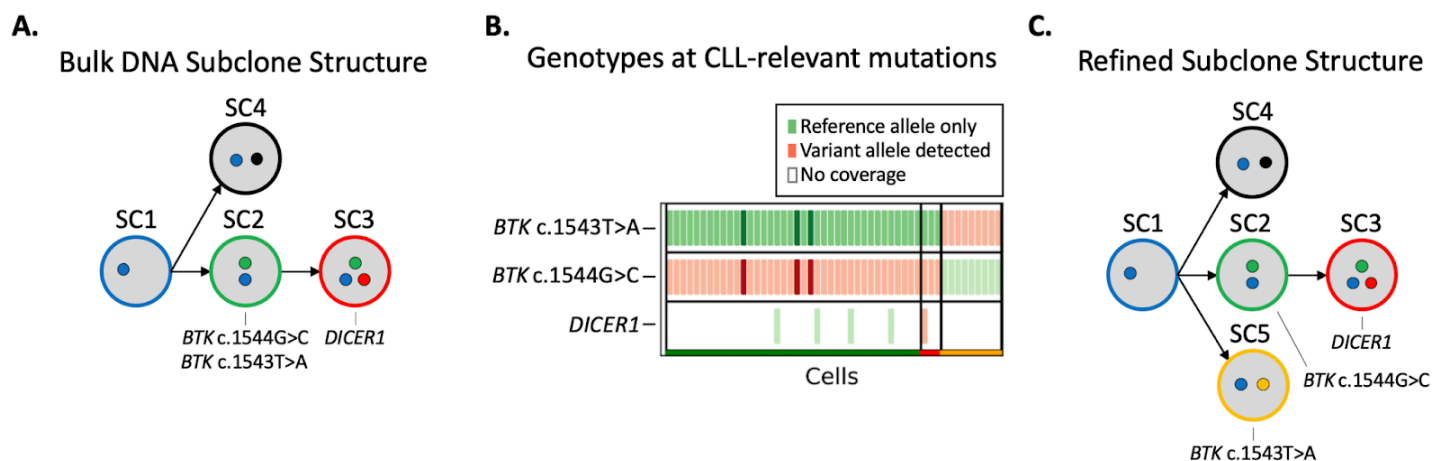 A.
Bulk DNA Subclone Structure
SC4
SC1
SC2
SC3
BTK c.1544G>C
BTK c.1543T>A
DICER1
B.
Genotypes at CLL-relevant mutations
Reference allele only
Variant allele detected
No coverage
BTK c.1543T>A
BTK c.1544G>C
DICER1
Cells
C.
Refined Subclone Structure
SC4
SC1
SC2
SC3
SC5
DICER1
BTK c.1544G>C
BTK c.1543T>A